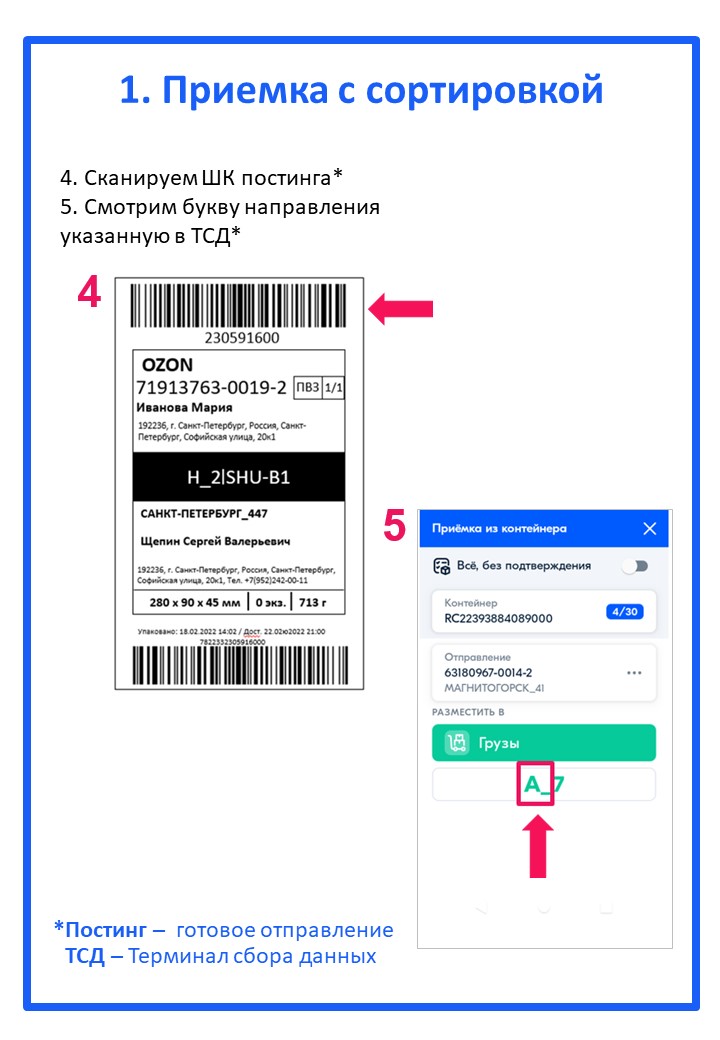 1. Приемка с сортировкой
4. Сканируем ШК постинга*
5. Смотрим букву направления
указанную в ТСД*
4
230591600
OZON
71913763-0019-2 ПВЗ 1/1
Иванова Мария
192236, г. Санкт-Петербург, Россия, Санкт-
Петербург, Софийская улица, 20к1
H_2|SHU-B1
САНКТ-ПЕТЕРБУРГ_447
Щепин Сергей Валерьевич
192236, г. Санкт-Петербург, Россия, Санкт-Петербург,
Софийская улица, 20к1, Тел. +7(952)242-00-11
280 x 90 x 45 мм | 0 экз. | 713 г
Упаковано: 18.02.2022 14:02 / Дост. 22.02ю2022 21:00
7822332305916000
5
Приёмка из контейнера
Всё, без подтверждения
Контейнер
RC22393884089000
4/30
Отправление
63180967-0014-2
МАГНИТОГОРСК_41
РАЗМЕСТИТЬ В
Грузы
A_7
*Постинг – готовое отправление
ТСД – Терминал сбора данных